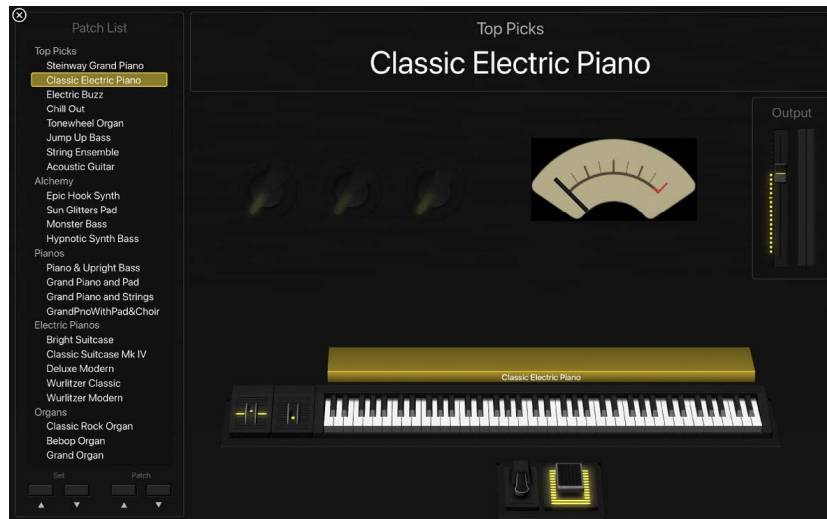 Patch List
Top Picks
Steinway Grand Piano
Classic Electric Piano
Electric Buzz
Chill Out
Tonewheel Organ
Jump Up Bass
String Ensemble
Acoustic Guitar
Alchemy
Epic Hook Synth
Sun Glitters Pad
Monster Bass
Hypnotic Synth Bass
Pianos
Piano & Upright Bass
Grand Piano and Pad
Grand Piano and Strings
GrandPnoWithPad&Choir
Electric Pianos
Bright Suitcase
Classic Suitcase Mk IV
Deluxe Modern
Wurlitzer Classic
Wurlitzer Modern
Organs
Classic Rock Organ
Bebop Organ
Grand Organ
Set Patch
Top Picks
Classic Electric Piano
Output
Classic Electric Piano